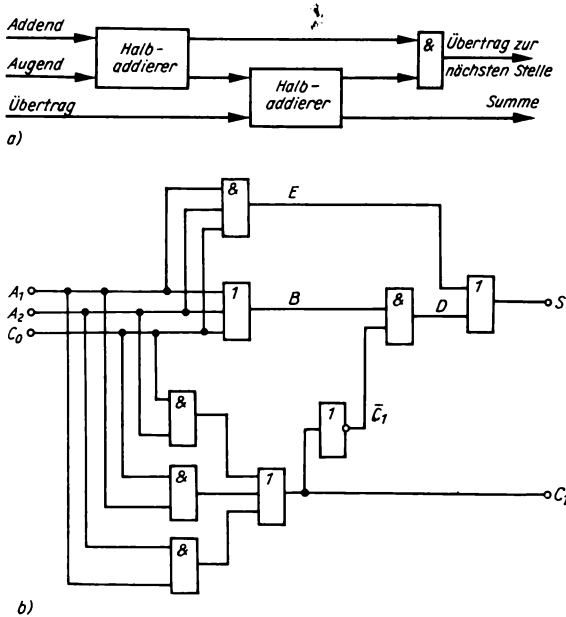 Addend
Halb-
addierer
&
Übertrag zur
nächsten Stelle
Augend
Halb-
addierer
Übertrag
Summe
a)
&
E
A1
A2
C0
1
B
&
D
1
S
&
1
C̄1
&
1
C1
&
b)